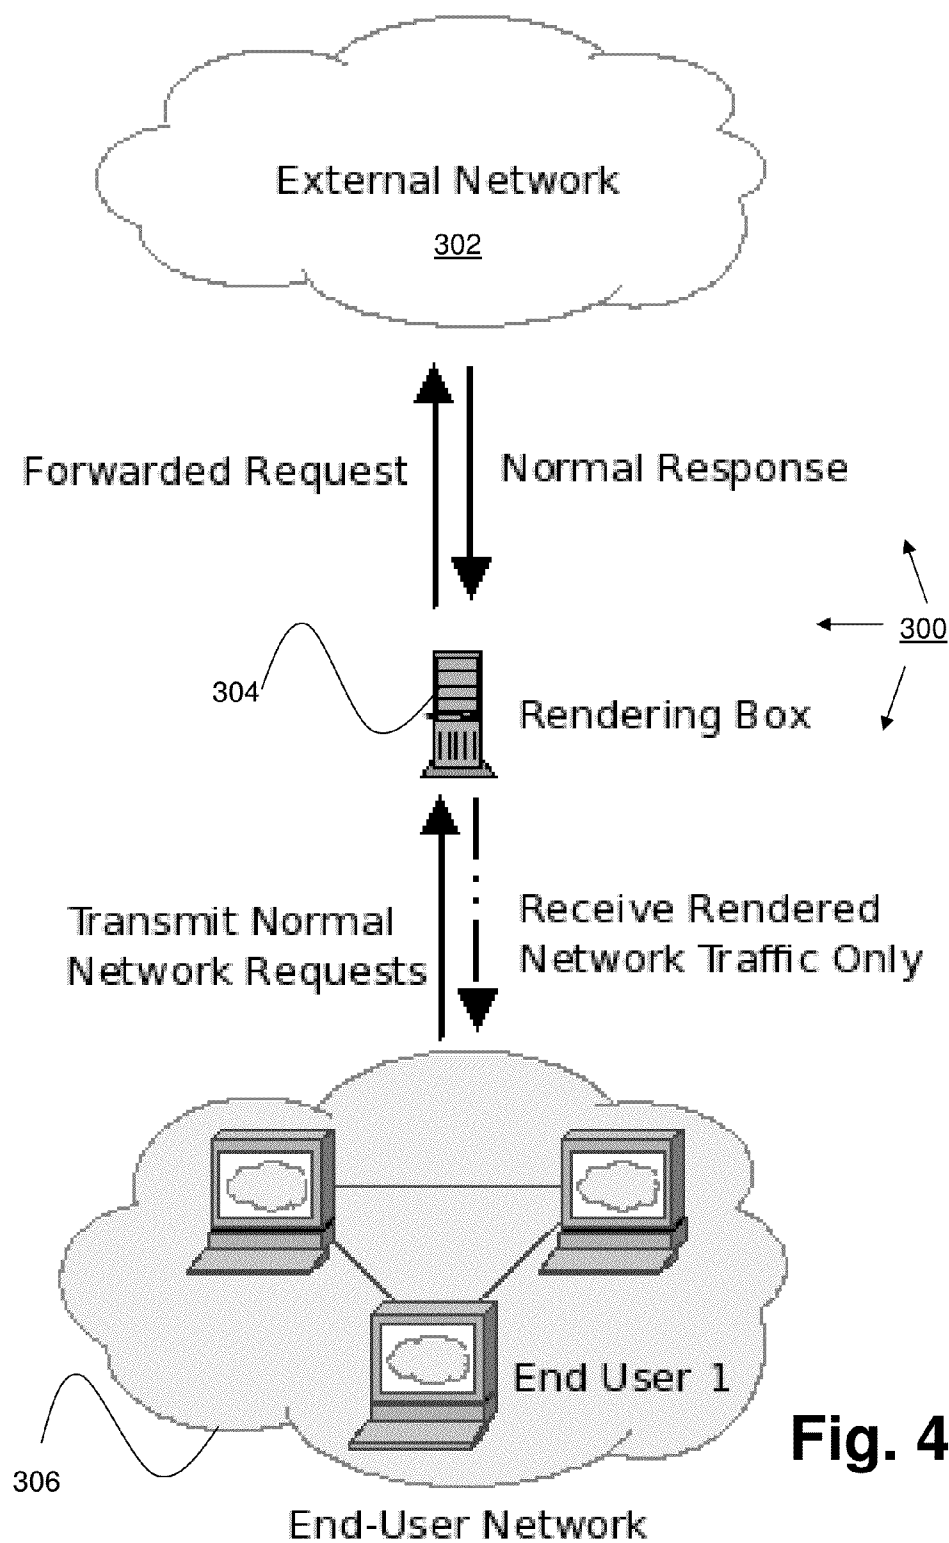 External Network
302
Forwarded Request
Normal Response
300
304
Rendering Box
Transmit Normal
Network Requests
Receive Rendered
Network Traffic Only
End User 1
Fig. 4
306
End-User Network